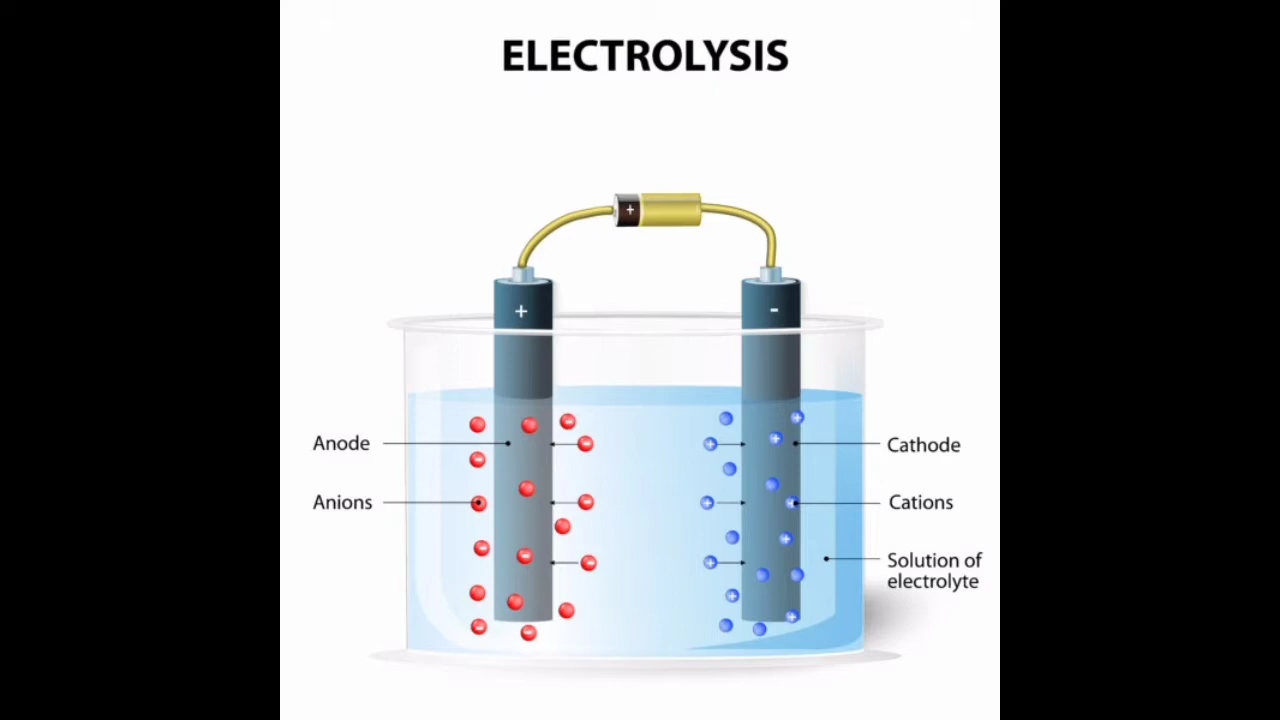 ELECTROLYSIS
+
+
-
Anode
Cathode
Anions
Cations
Solution of
electrolyte